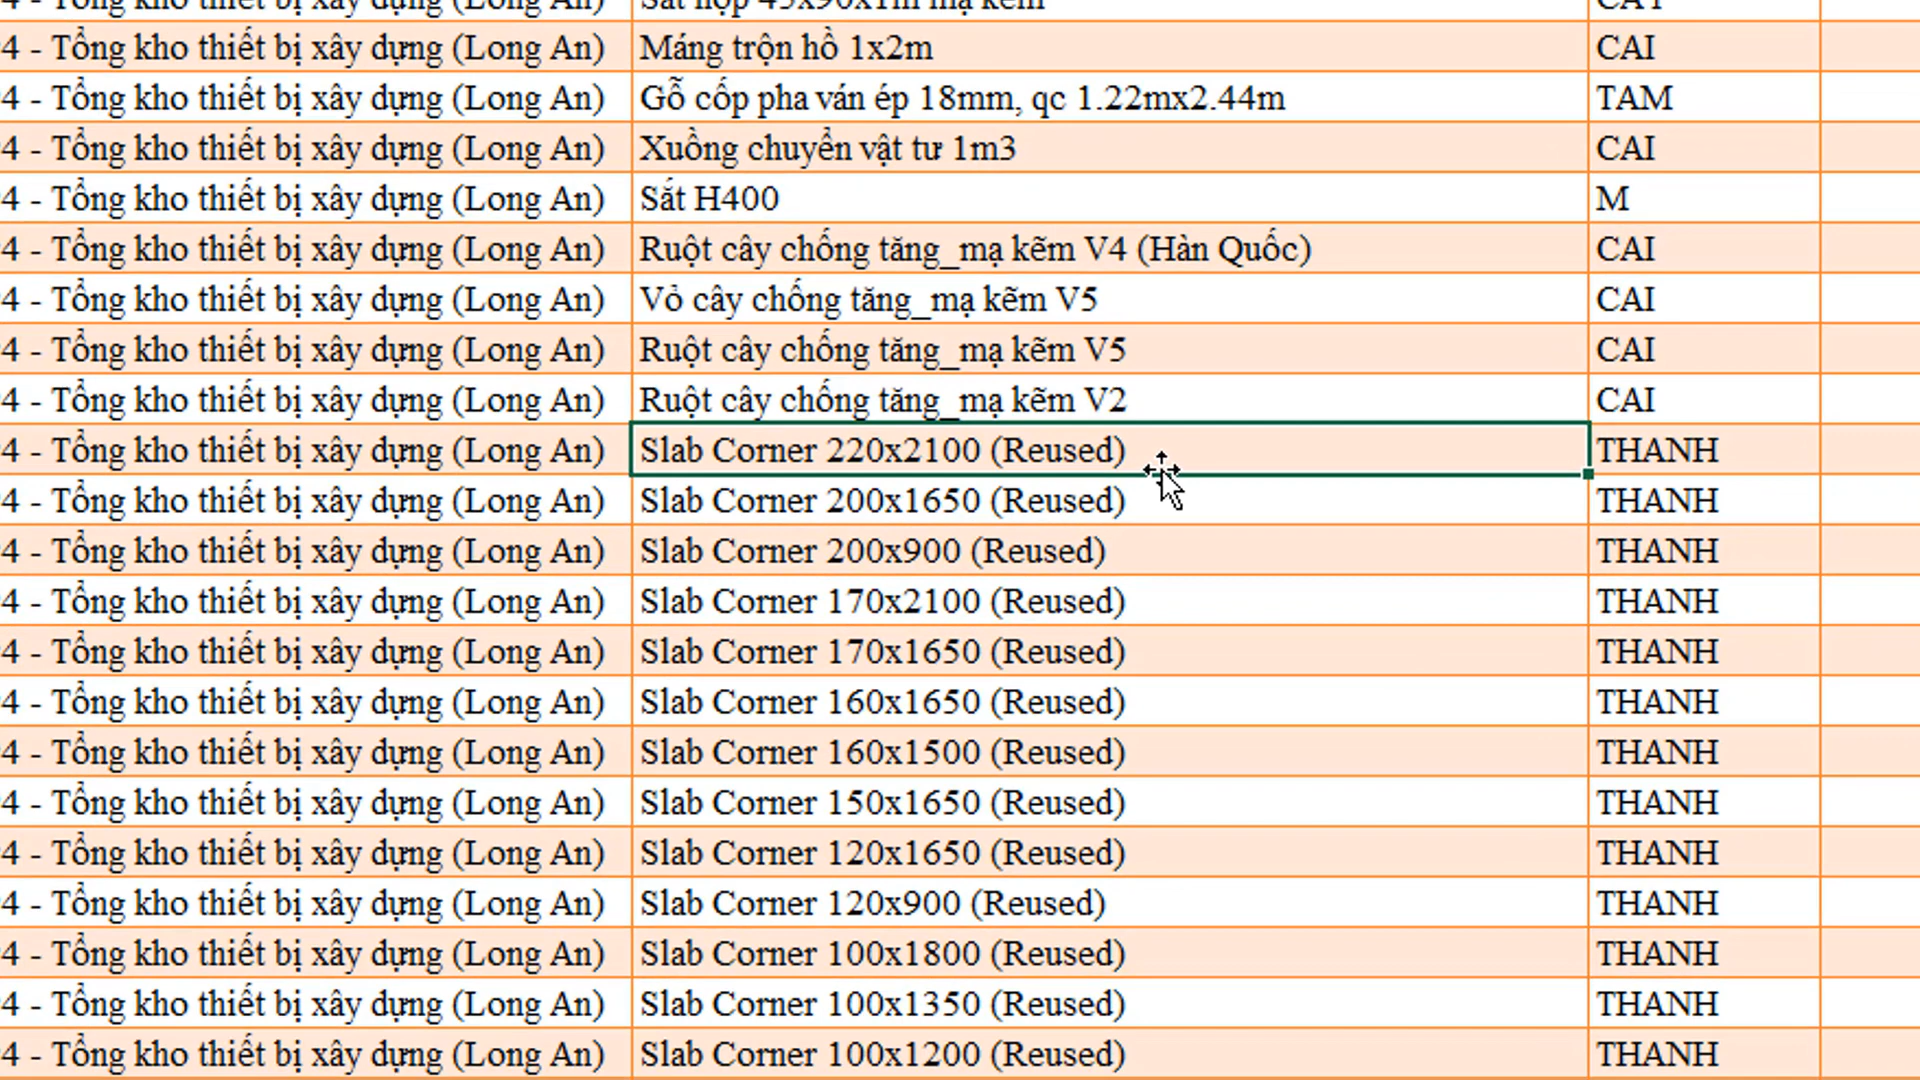 4 - Tổng kho thiết bị xây dựng (Long An) Sắt hộp 45x90x1m mạ kẽm CAY
4 - Tổng kho thiết bị xây dựng (Long An) Máng trộn hồ 1x2m CAI
4 - Tổng kho thiết bị xây dựng (Long An) Gỗ cốp pha ván ép 18mm, qc 1.22mx2.44m TAM
4 - Tổng kho thiết bị xây dựng (Long An) Xuồng chuyển vật tư 1m3 CAI
4 - Tổng kho thiết bị xây dựng (Long An) Sắt H400 M
4 - Tổng kho thiết bị xây dựng (Long An) Ruột cây chống tăng_mạ kẽm V4 (Hàn Quốc) CAI
4 - Tổng kho thiết bị xây dựng (Long An) Vỏ cây chống tăng_mạ kẽm V5 CAI
4 - Tổng kho thiết bị xây dựng (Long An) Ruột cây chống tăng_mạ kẽm V5 CAI
4 - Tổng kho thiết bị xây dựng (Long An) Ruột cây chống tăng_mạ kẽm V2 CAI
4 - Tổng kho thiết bị xây dựng (Long An) Slab Corner 220x2100 (Reused) THANH
4 - Tổng kho thiết bị xây dựng (Long An) Slab Corner 200x1650 (Reused) THANH
4 - Tổng kho thiết bị xây dựng (Long An) Slab Corner 200x900 (Reused) THANH
4 - Tổng kho thiết bị xây dựng (Long An) Slab Corner 170x2100 (Reused) THANH
4 - Tổng kho thiết bị xây dựng (Long An) Slab Corner 170x1650 (Reused) THANH
4 - Tổng kho thiết bị xây dựng (Long An) Slab Corner 160x1650 (Reused) THANH
4 - Tổng kho thiết bị xây dựng (Long An) Slab Corner 160x1500 (Reused) THANH
4 - Tổng kho thiết bị xây dựng (Long An) Slab Corner 150x1650 (Reused) THANH
4 - Tổng kho thiết bị xây dựng (Long An) Slab Corner 120x1650 (Reused) THANH
4 - Tổng kho thiết bị xây dựng (Long An) Slab Corner 120x900 (Reused) THANH
4 - Tổng kho thiết bị xây dựng (Long An) Slab Corner 100x1800 (Reused) THANH
4 - Tổng kho thiết bị xây dựng (Long An) Slab Corner 100x1350 (Reused) THANH
4 - Tổng kho thiết bị xây dựng (Long An) Slab Corner 100x1200 (Reused) THANH